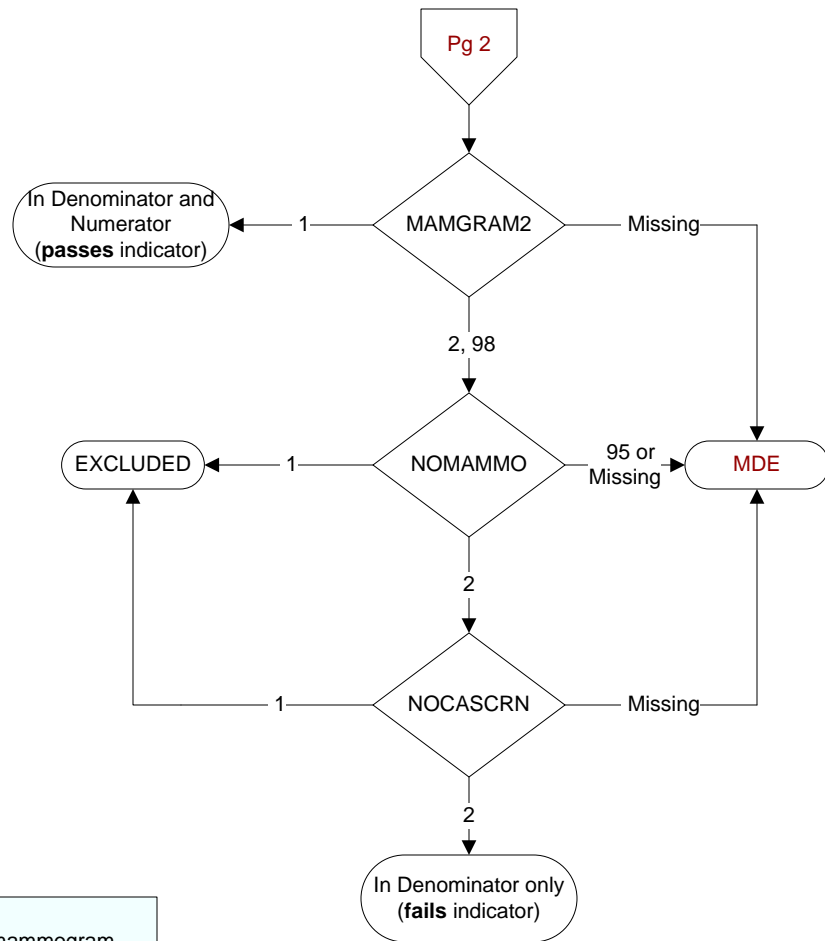 Pg 2
MAMGRAM2
In Denominator and
Numerator
(passes indicator)
1
Missing
2, 98
NOMAMMO
EXCLUDED
1
95 or
Missing
MDE
2
NOCASCRN
1
Missing
2
In Denominator only
(fails indicator)
mammogram